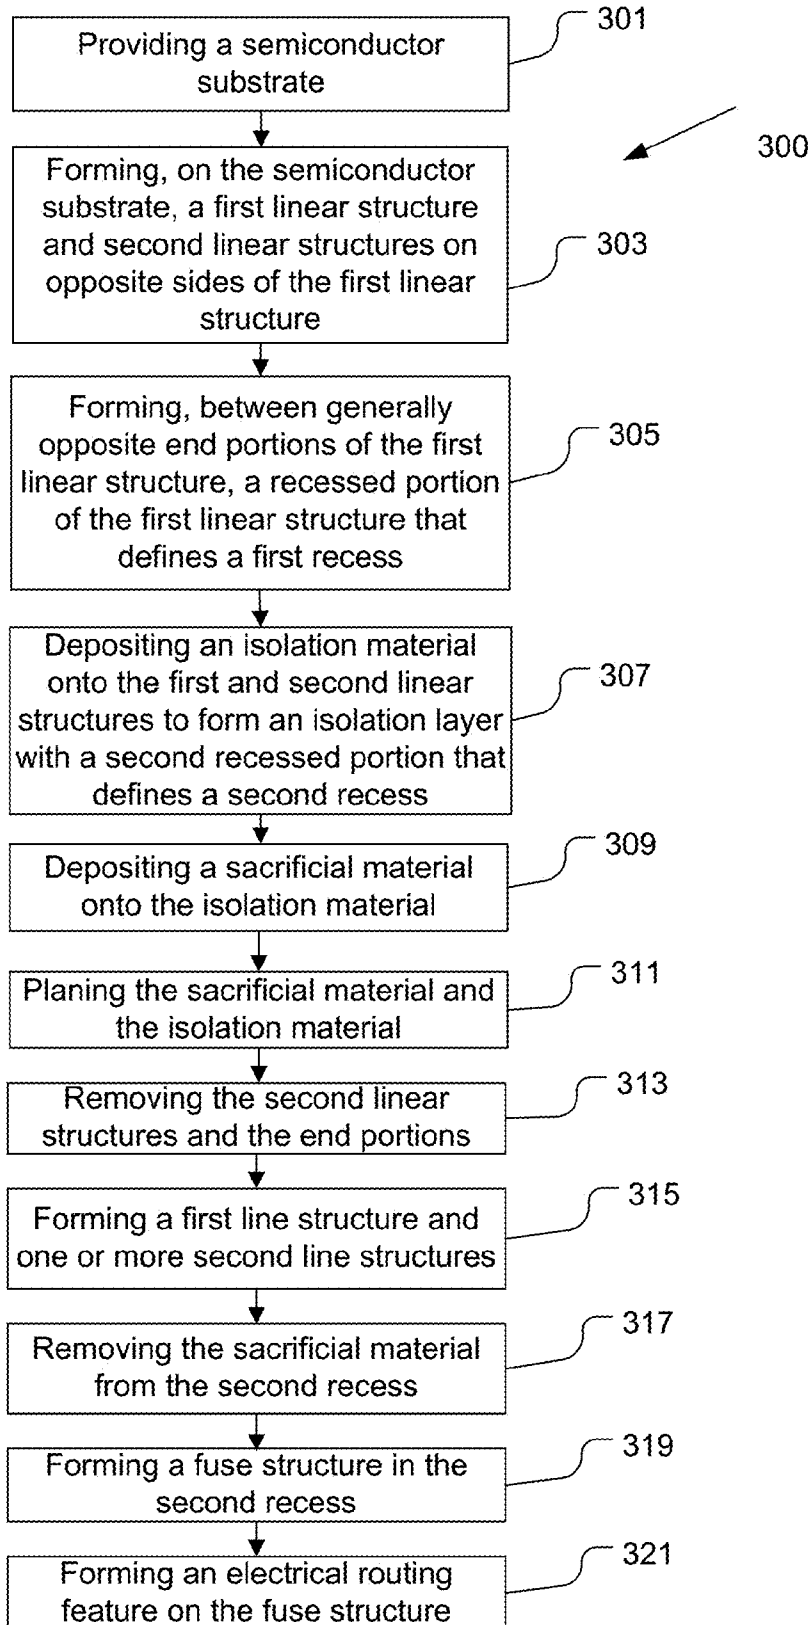 Providing a semiconductor
substrate
301
300
Forming, on the semiconductor
substrate, a first linear structure
and second linear structures on
opposite sides of the first linear
structure
303
Forming, between generally
opposite end portions of the first
linear structure, a recessed portion
of the first linear structure that
defines a first recess
305
Depositing an isolation material
onto the first and second linear
structures to form an isolation layer
with a second recessed portion that
defines a second recess
307
Depositing a sacrificial material
onto the isolation material
309
Planing the sacrificial material and
the isolation material
311
Removing the second linear
structures and the end portions
313
Forming a first line structure and
one or more second line structures
315
Removing the sacrificial material
from the second recess
317
Forming a fuse structure in the
second recess
319
Forming an electrical routing
feature on the fuse structure
321